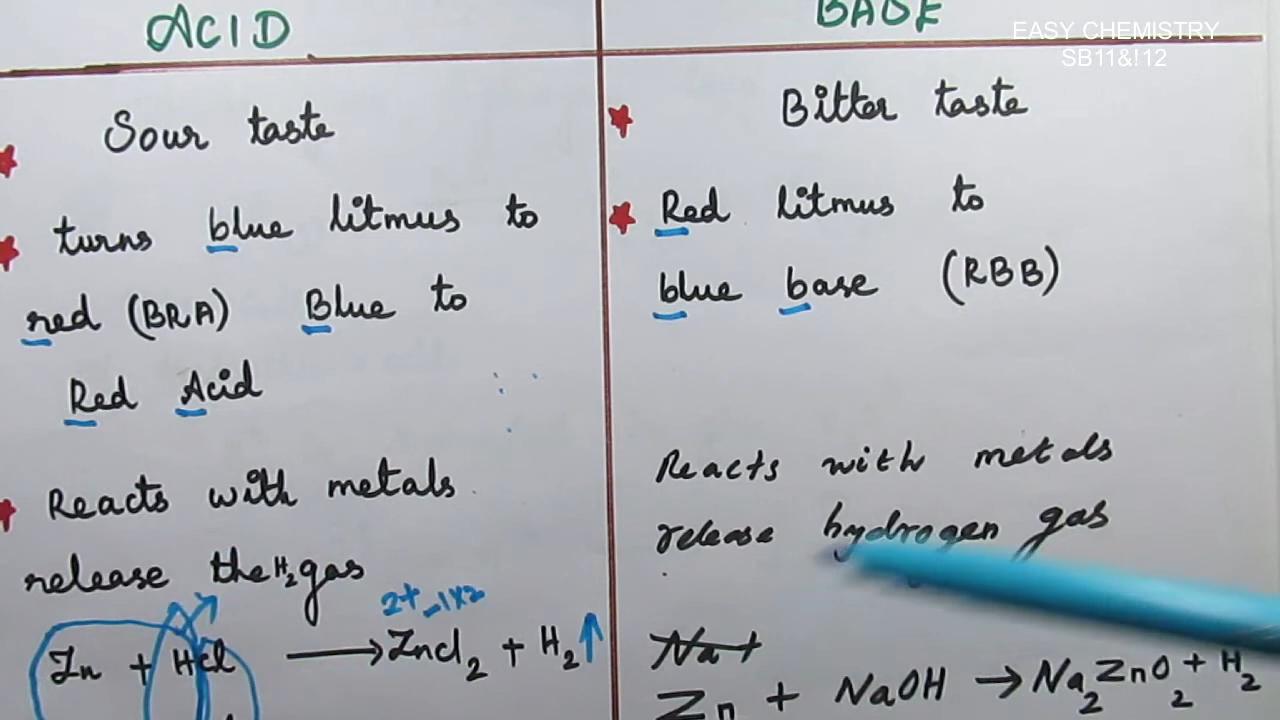 ACID
BASE
EASY CHEMISTRY
SB11&!12
Sour taste
turns blue litmus to
red (BRA) Blue to
Red Acid
Reacts with metals
release the H2 gas
2+ -1x2
Zn + HCl → ZnCl2 + H2↑
Bitter taste
Red litmus to
blue base (RBB)
Reacts with metals
release hydrogen gas
Na+
Zn + NaOH → Na2ZnO2 + H2